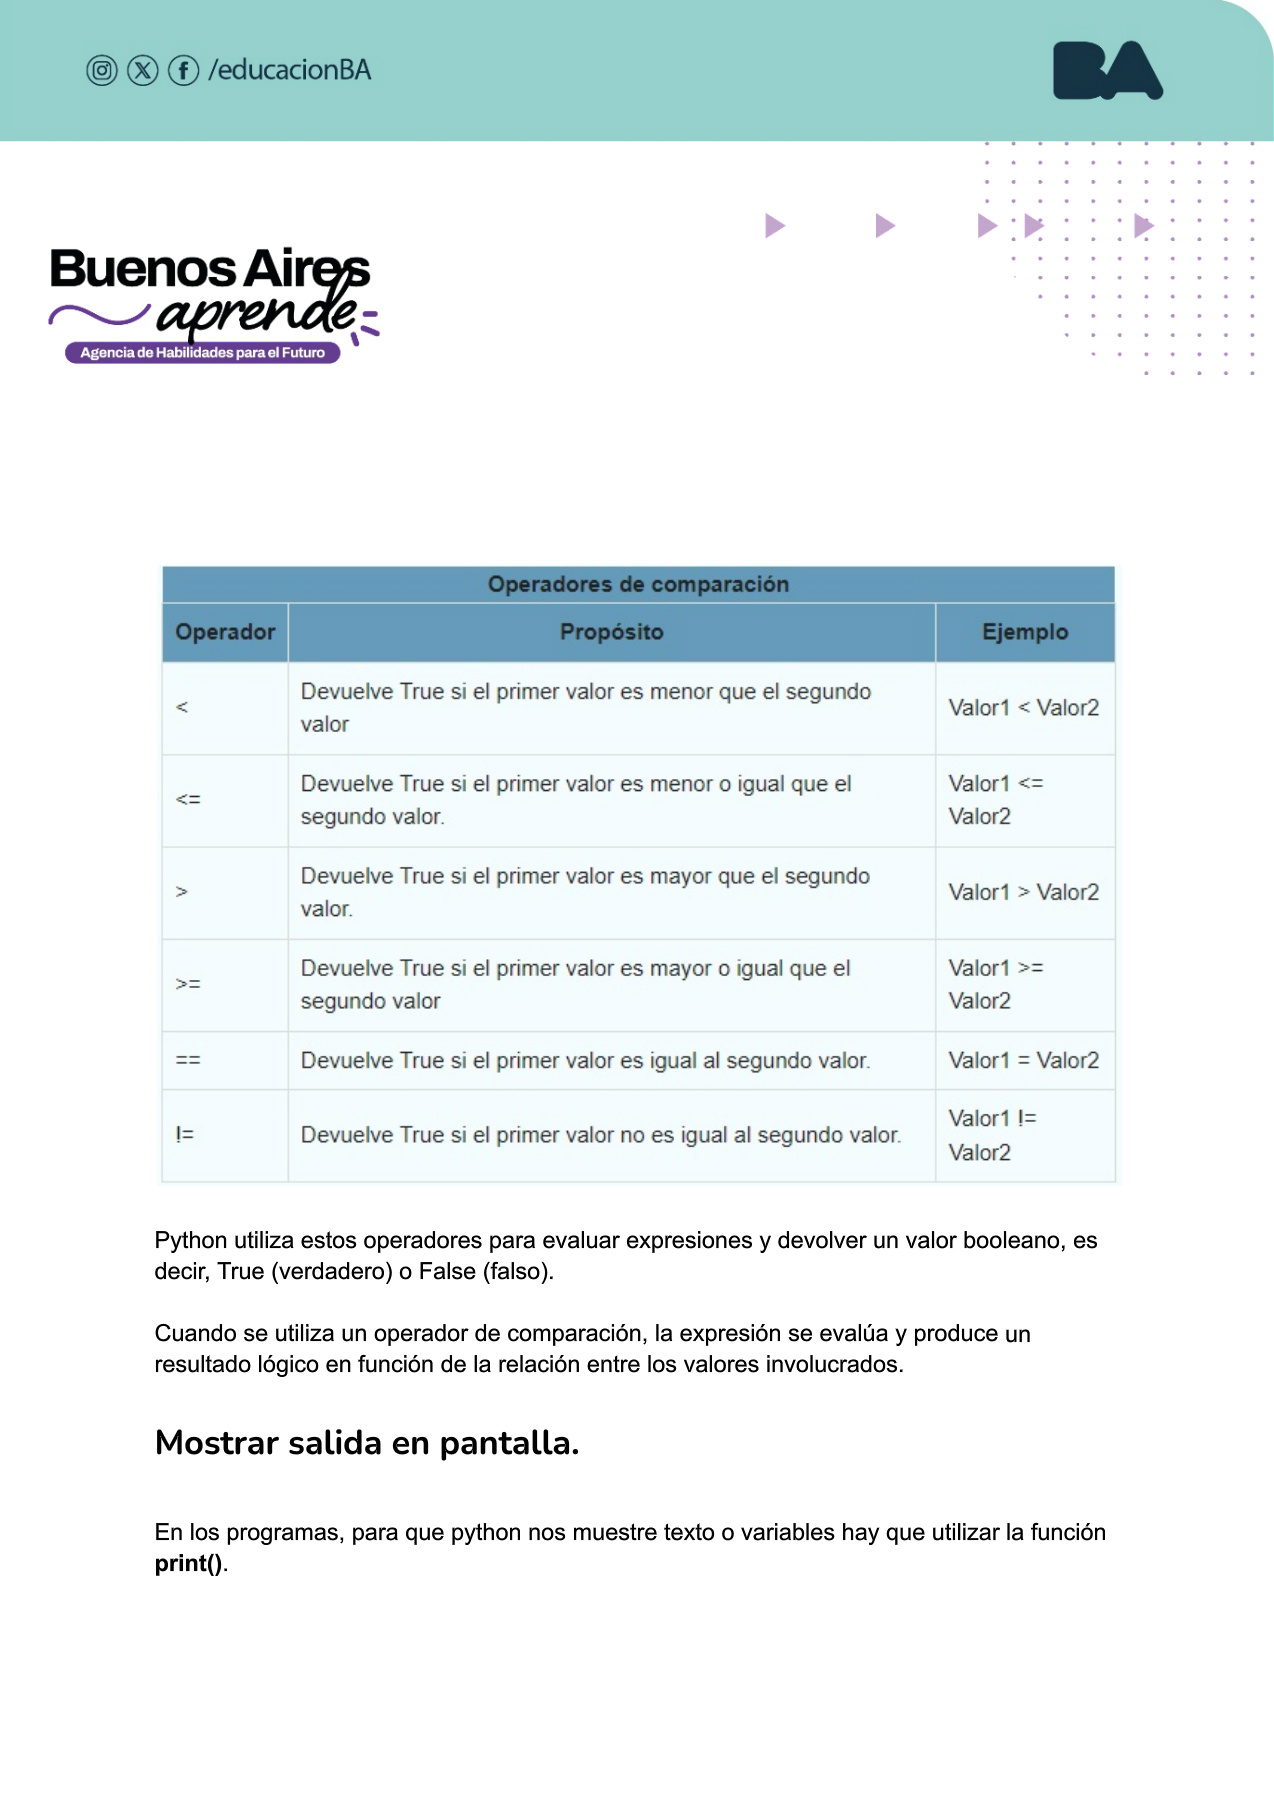 /educacionBA
BA
Buenos Aires
aprende
Agencia de Habilidades para el Futuro
Operadores de comparación
Operador Propósito Ejemplo
< Devuelve True si el primer valor es menor que el segundo valor Valor1 < Valor2
<= Devuelve True si el primer valor es menor o igual que el segundo valor. Valor1 <= Valor2
> Devuelve True si el primer valor es mayor que el segundo valor. Valor1 > Valor2
>= Devuelve True si el primer valor es mayor o igual que el segundo valor Valor1 >= Valor2
== Devuelve True si el primer valor es igual al segundo valor. Valor1 = Valor2
!= Devuelve True si el primer valor no es igual al segundo valor. Valor1 != Valor2
Python utiliza estos operadores para evaluar expresiones y devolver un valor booleano, es
decir, True (verdadero) o False (falso).
Cuando se utiliza un operador de comparación, la expresión se evalúa y produce un
resultado lógico en función de la relación entre los valores involucrados.
Mostrar salida en pantalla.
En los programas, para que python nos muestre texto o variables hay que utilizar la función
print().